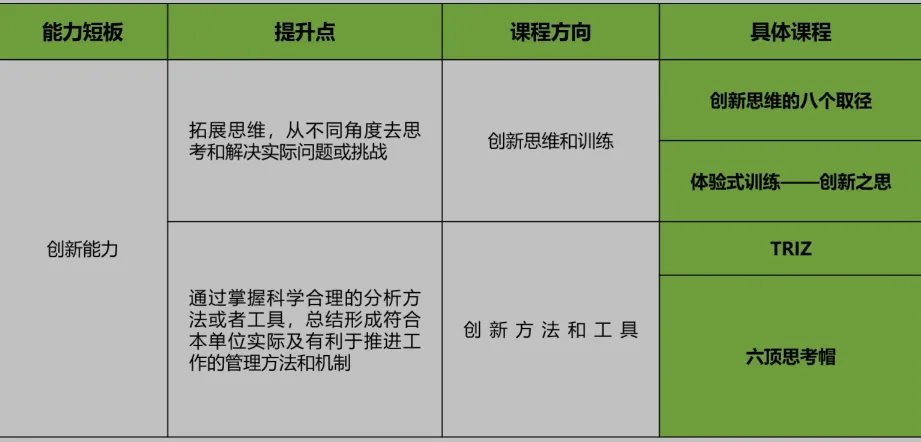 能力短板 提升点 课程方向 具体课程
创新能力
拓展思维，从不同角度去思
考和解决实际问题或挑战
创新思维和训练
创新思维的八个取径
体验式训练——创新之思
通过掌握科学合理的分析方
法或者工具，总结形成符合
本单位实际及有利于推进工
作的管理方法和机制
创新方法和工具
TRIZ
六顶思考帽